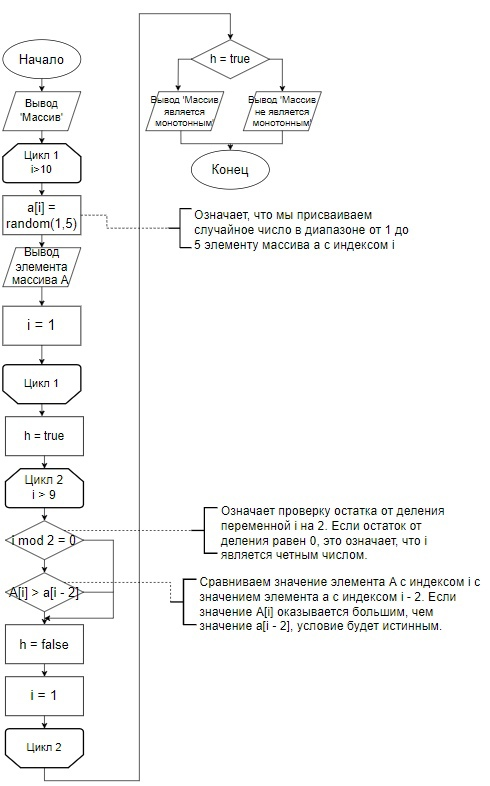 Начало
Вывод
'Массив'
Цикл 1
i>10
a[i] =
random(1,5)
Означает, что мы присваиваем
случайное число в диапазоне от 1 до
5 элементу массива a с индексом i
Вывод
элемента
массива A
i = 1
Цикл 1
h = true
Цикл 2
i > 9
i mod 2 = 0
Означает проверку остатка от деления
переменной i на 2. Если остаток от
деления равен 0, это означает, что i
является четным числом.
A[i] > a[i - 2]
Сравниваем значение элемента A с индексом i с
значением элемента a с индексом i - 2. Если
значение A[i] оказывается большим, чем
значение a[i - 2], условие будет истинным.
h = false
i = 1
Цикл 2
h = true
Вывод 'Массив
является
монотонным'
Вывод 'Массив
не является
монотонным'
Конец